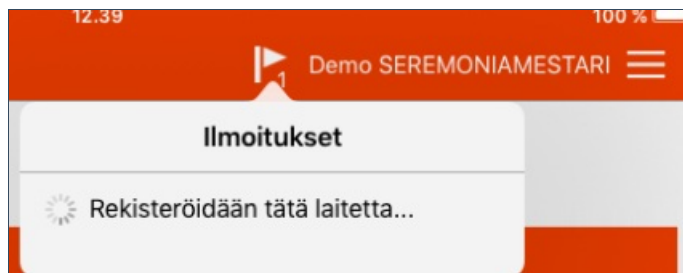 12.39 100 %
1 Demo SEREMONIAMESTARI
Ilmoitukset
Rekisteröidään tätä laitetta...